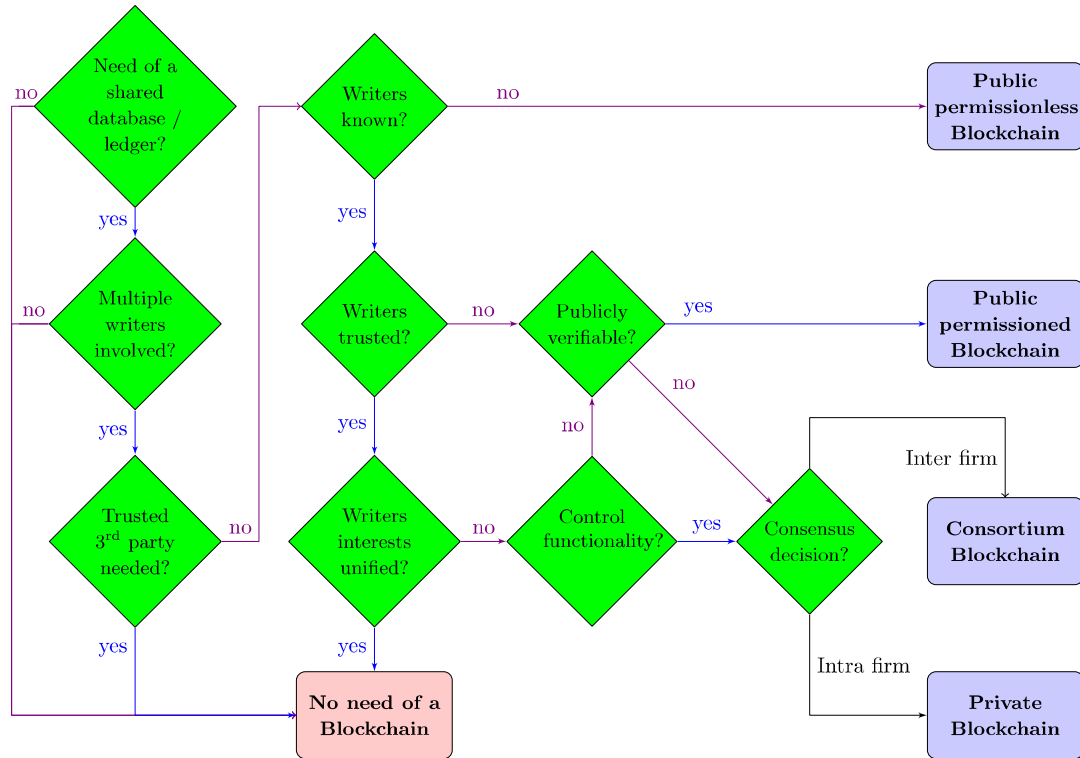 Need of a
shared
database /
ledger?
no
yes
Multiple
writers
involved?
no
yes
Trusted
3rd party
needed?
no
yes
Writers
known?
no
yes
Writers
trusted?
no
yes
Writers
interests
unified?
no
yes
No need of a
Blockchain
Publicly
verifiable?
yes
no
no
Control
functionality?
yes
Consensus
decision?
Inter firm
Intra firm
Public
permissionless
Blockchain
Public
permissioned
Blockchain
Consortium
Blockchain
Private
Blockchain